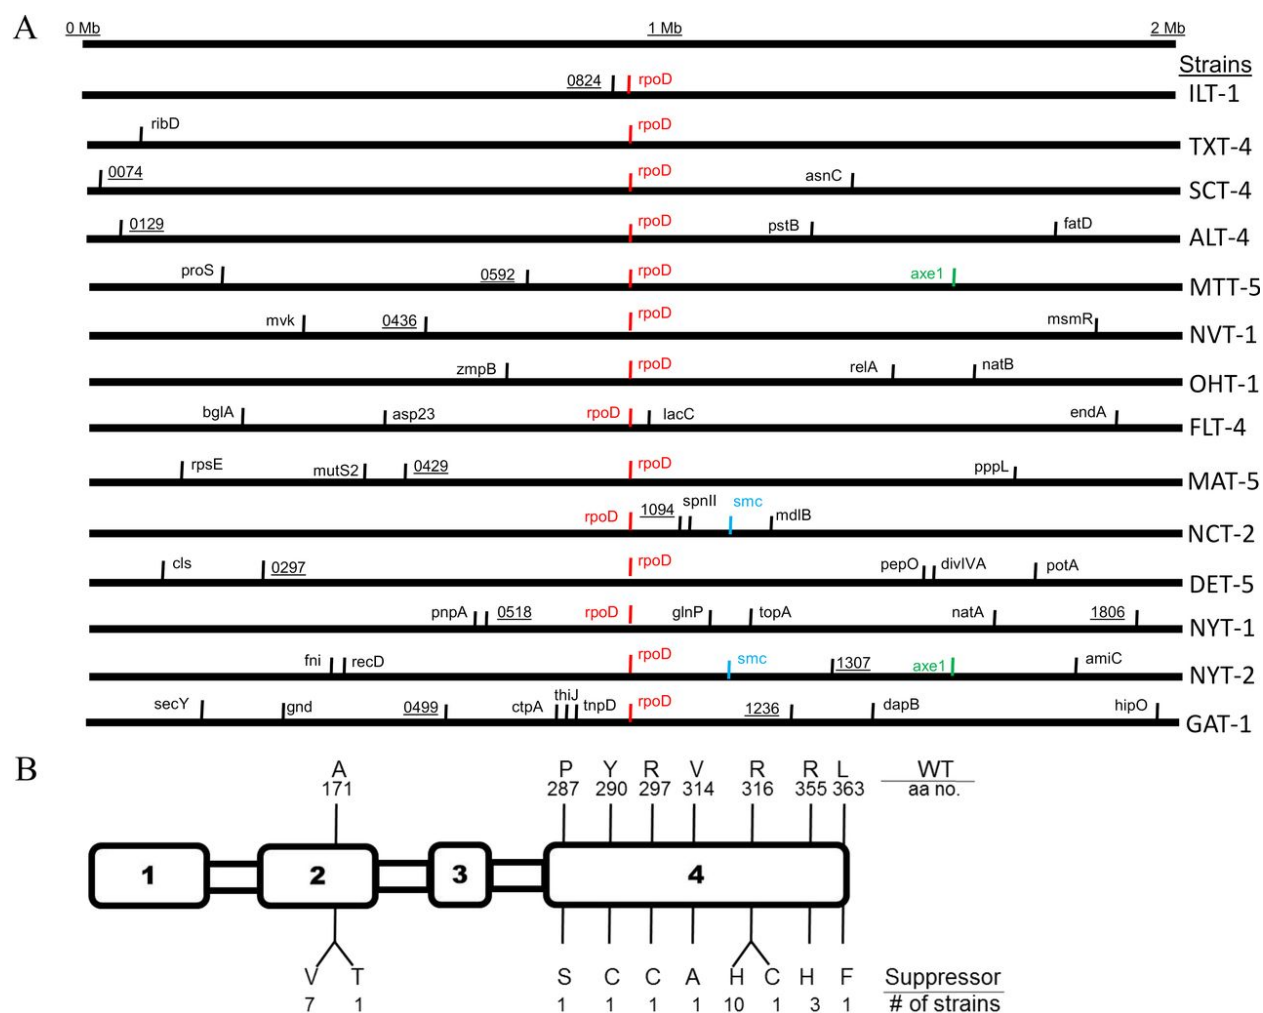 A
0 Mb 1 Mb 2 Mb
Strains
0824 rpoD ILT-1
ribD rpoD TXT-4
0074 rpoD asnC SCT-4
0129 rpoD pstB fatD ALT-4
proS 0592 rpoD axe1 MTT-5
mvk 0436 rpoD msmR NVT-1
zmpB rpoD relA natB OHT-1
bglA asp23 rpoD lacC endA FLT-4
rpsE mutS2 0429 rpoD pppL MAT-5
rpoD 1094 spnII smc mdlB NCT-2
cls 0297 rpoD pepO divIVA potA DET-5
pnpA 0518 rpoD glnP topA natA 1806 NYT-1
fni recD rpoD smc 1307 axe1 amiC NYT-2
secY gnd 0499 ctpA thiJ tnpD rpoD 1236 dapB hipO GAT-1
B
A P Y R V R R L WT
171 287 290 297 314 316 355 363 aa no.
1 2 3 4
V T S C C A H C H F Suppressor
7 1 1 1 1 1 10 1 3 1 # of strains